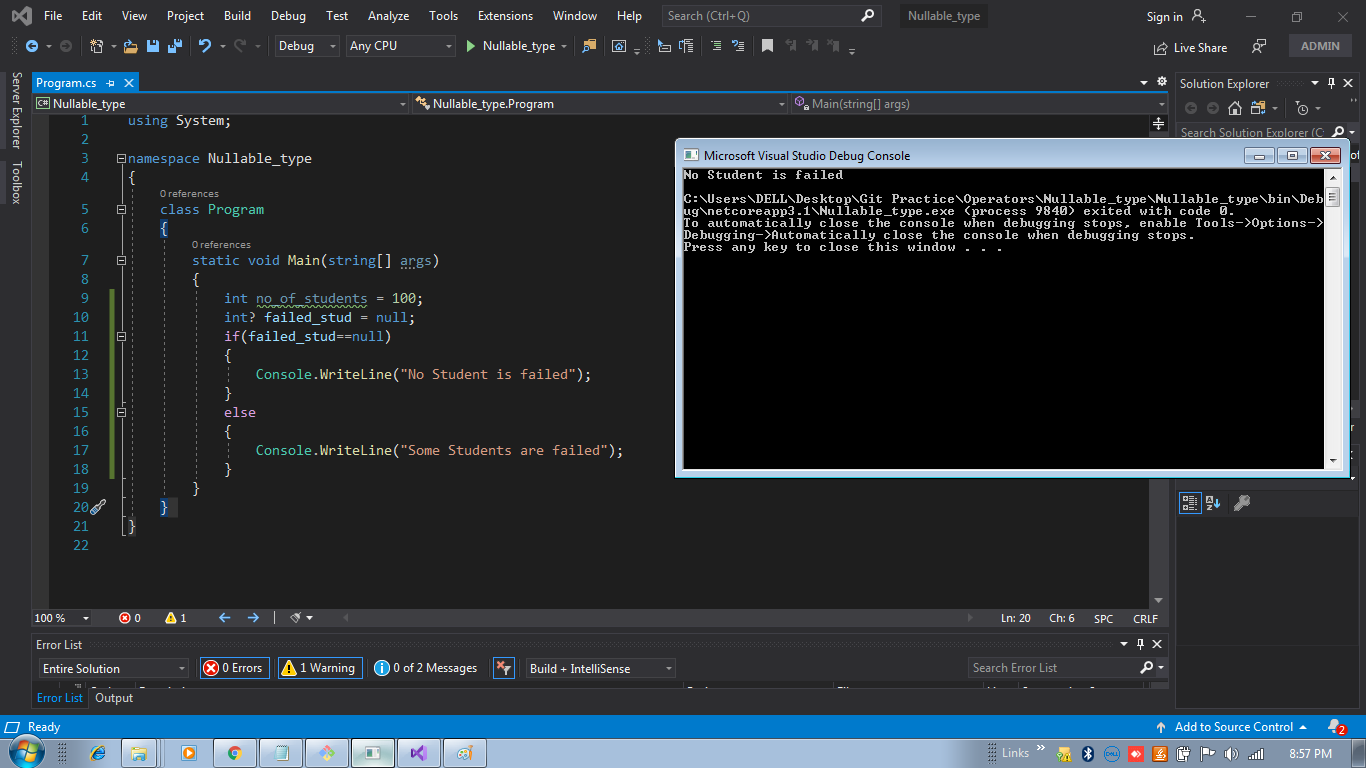 File Edit View Project Build Debug Test Analyze Tools Extensions Window Help Search (Ctrl+Q) Nullable_type Sign in
Debug Any CPU Nullable_type Live Share ADMIN
Server Explorer
Toolbox
Program.cs
Nullable_type Nullable_type.Program Main(string[] args)
1 using System;
2
3 namespace Nullable_type
4 {
0 references
5 class Program
6 {
0 references
7 static void Main(string[] args)
8 {
9 int no_of_students = 100;
10 int? failed_stud = null;
11 if(failed_stud==null)
12 {
13 Console.WriteLine("No Student is failed");
14 }
15 else
16 {
17 Console.WriteLine("Some Students are failed");
18 }
19 }
20 }
21 }
22
Solution Explorer
Search Solution Explorer (C
Microsoft Visual Studio Debug Console
No Student is failed
C:\Users\DELL\Desktop\Git Practice\Operators\Nullable_type\Nullable_type\bin\Deb
ug\netcoreapp3.1\Nullable_type.exe (process 9840) exited with code 0.
To automatically close the console when debugging stops, enable Tools->Options->
Debugging->Automatically close the console when debugging stops.
Press any key to close this window . . .
100 % 0 1 Ln: 20 Ch: 6 SPC CRLF
Error List
Entire Solution 0 Errors 1 Warning 0 of 2 Messages Build + IntelliSense Search Error List
Error List Output
Ready Add to Source Control 2
Links 8:57 PM